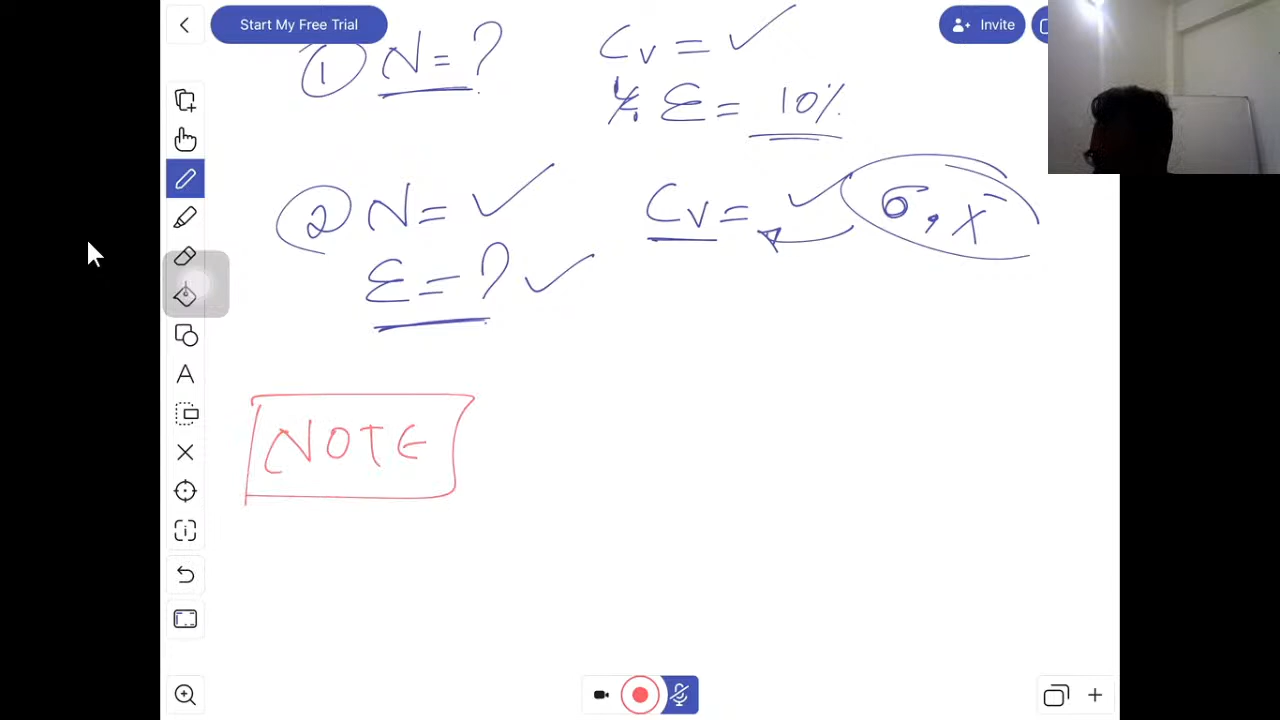 Start My Free Trial
Invite
① N = ? Cv = ✓
% ε = 10%
② N = ✓ Cv = ✓ σ, x̄
ε = ? ✓
NOTE